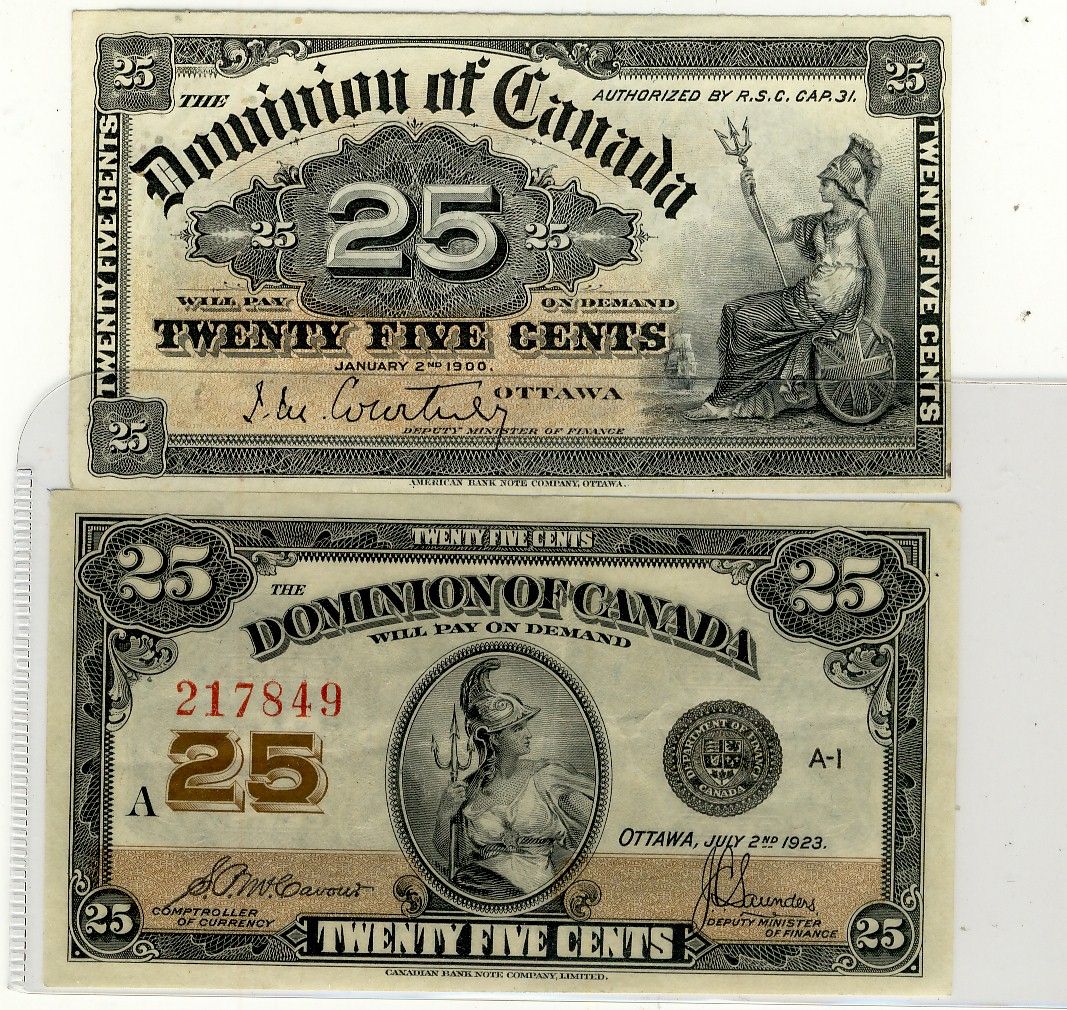 25
25
THE
Dominion of Canada
AUTHORIZED BY R.S.C. CAP. 31.
TWENTY FIVE CENTS
TWENTY FIVE CENTS
25
25
25
WILL PAY
ON DEMAND
TWENTY FIVE CENTS
JANUARY 2ND 1900.
OTTAWA
J.M. Courtney
DEPUTY MINISTER OF FINANCE
25
AMERICAN BANK NOTE COMPANY, OTTAWA.
TWENTY FIVE CENTS
25
25
THE
DOMINION OF CANADA
WILL PAY ON DEMAND
217849
25
A
DEPARTMENT OF FINANCE
CANADA
A-1
OTTAWA, JULY 2ND 1923.
S.P. McCavour
COMPTROLLER
OF CURRENCY
J.C. Saunders
DEPUTY MINISTER
OF FINANCE
25
25
TWENTY FIVE CENTS
CANADIAN BANK NOTE COMPANY, LIMITED.